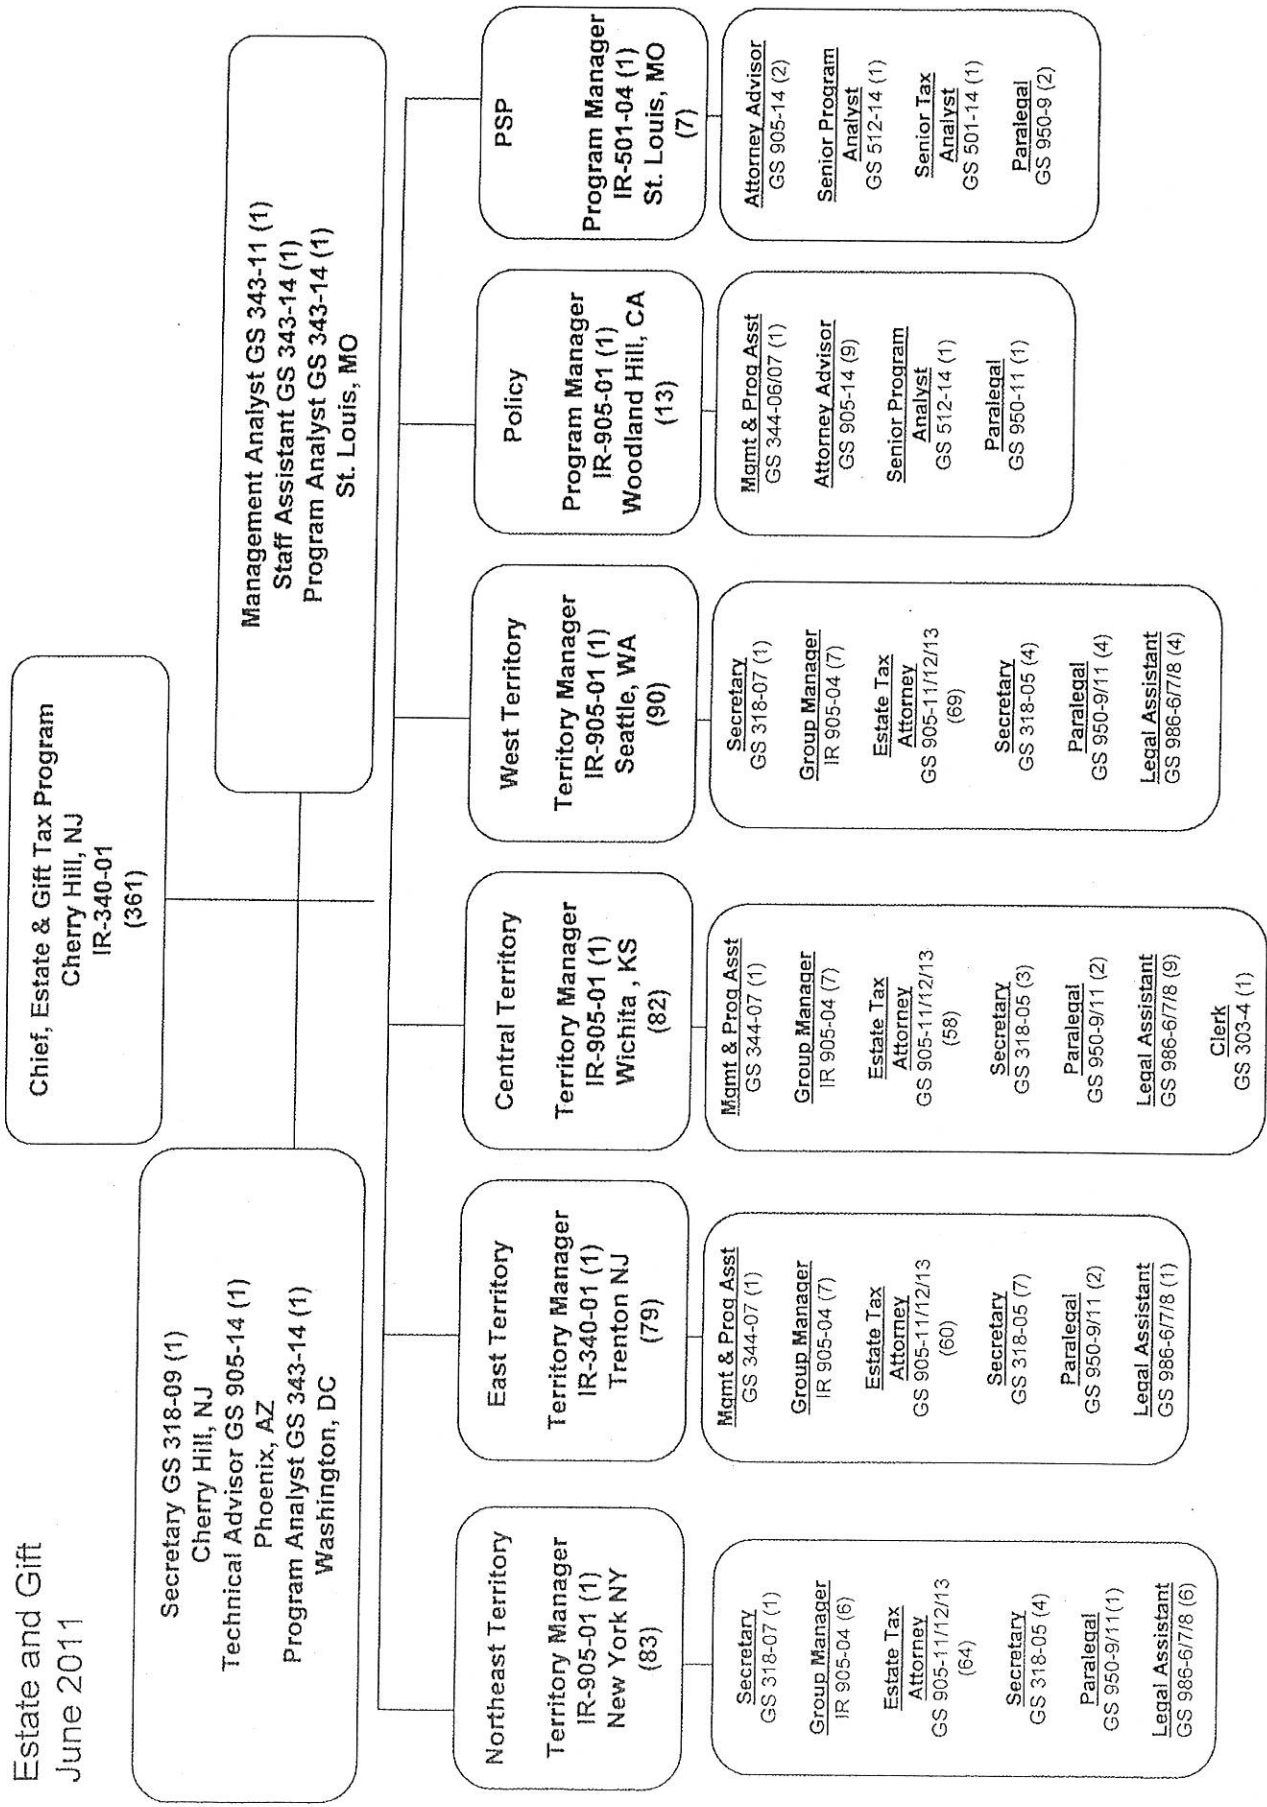 Estate and Gift
June 2011
Chief, Estate & Gift Tax Program
Cherry Hill, NJ
IR-340-01
(361)
Secretary GS 318-09 (1)
Cherry Hill, NJ
Technical Advisor GS 905-14 (1)
Phoenix, AZ
Program Analyst GS 343-14 (1)
Washington, DC
Management Analyst GS 343-11 (1)
Staff Assistant GS 343-14 (1)
Program Analyst GS 343-14 (1)
St. Louis, MO
Northeast Territory
Territory Manager
IR-905-01 (1)
New York NY
(83)
Secretary
GS 318-07 (1)
Group Manager
IR 905-04 (6)
Estate Tax
Attorney
GS 905-11/12/13
(64)
Secretary
GS 318-05 (4)
Paralegal
GS 950-9/11(1)
Legal Assistant
GS 986-6/7/8 (6)
East Territory
Territory Manager
IR-340-01 (1)
Trenton NJ
(79)
Mgmt & Prog Asst
GS 344-07 (1)
Group Manager
IR 905-04 (7)
Estate Tax
Attorney
GS 905-11/12/13
(60)
Secretary
GS 318-05 (7)
Paralegal
GS 950-9/11 (2)
Legal Assistant
GS 986-6/7/8 (1)
Central Territory
Territory Manager
IR-905-01 (1)
Wichita , KS
(82)
Mgmt & Prog Asst
GS 344-07 (1)
Group Manager
IR 905-04 (7)
Estate Tax
Attorney
GS 905-11/12/13
(58)
Secretary
GS 318-05 (3)
Paralegal
GS 950-9/11 (2)
Legal Assistant
GS 986-6/7/8 (9)
Clerk
GS 303-4 (1)
West Territory
Territory Manager
IR-905-01 (1)
Seattle, WA
(90)
Secretary
GS 318-07 (1)
Group Manager
IR 905-04 (7)
Estate Tax
Attorney
GS 905-11/12/13
(69)
Secretary
GS 318-05 (4)
Paralegal
GS 950-9/11 (4)
Legal Assistant
GS 986-6/7/8 (4)
Policy
Program Manager
IR-905-01 (1)
Woodland Hill, CA
(13)
Mgmt & Prog Asst
GS 344-06/07 (1)
Attorney Advisor
GS 905-14 (9)
Senior Program
Analyst
GS 512-14 (1)
Paralegal
GS 950-11 (1)
PSP
Program Manager
IR-501-04 (1)
St. Louis, MO
(7)
Attorney Advisor
GS 905-14 (2)
Senior Program
Analyst
GS 512-14 (1)
Senior Tax
Analyst
GS 501-14 (1)
Paralegal
GS 950-9 (2)